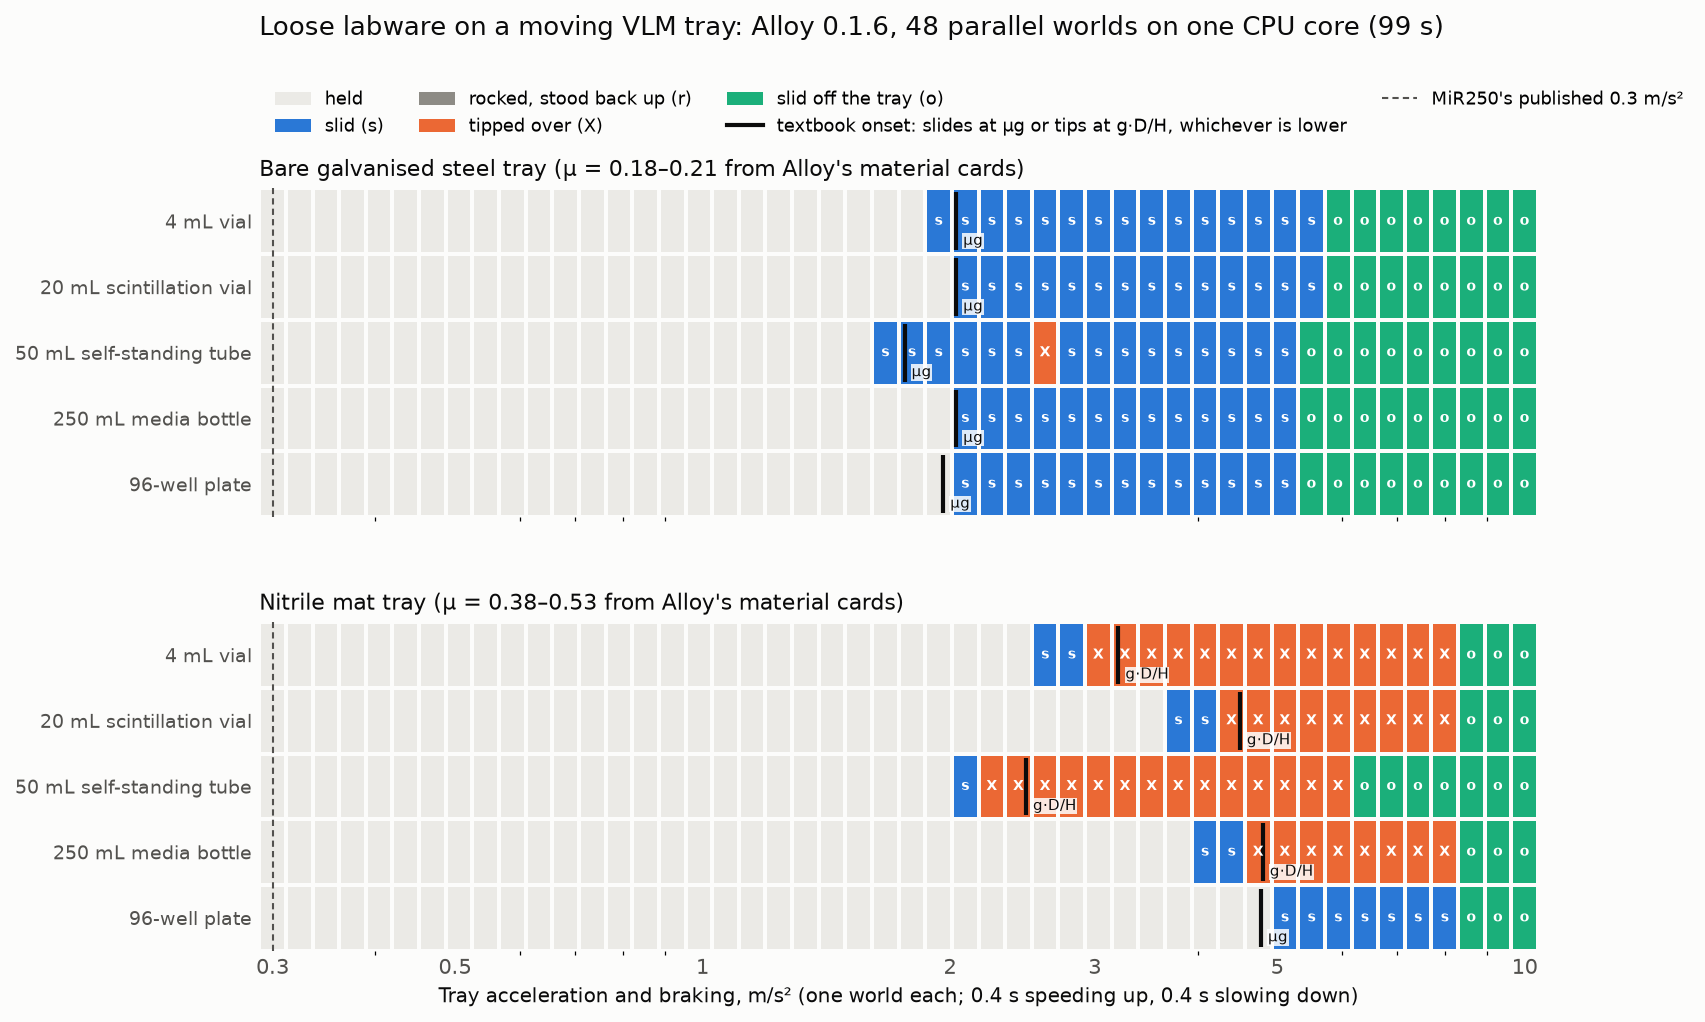 Loose labware on a moving VLM tray: Alloy 0.1.6, 48 parallel worlds on one CPU core (99 s)
held
slid (s)
rocked, stood back up (r)
tipped over (X)
slid off the tray (o)
textbook onset: slides at μg or tips at g·D/H, whichever is lower
MiR250's published 0.3 m/s²
Bare galvanised steel tray (μ = 0.18–0.21 from Alloy's material cards)
4 mL vial
s s s s s s s s s s s s s s s o o o o o o o o
μg
20 mL scintillation vial
s s s s s s s s s s s s s s o o o o o o o o
μg
50 mL self-standing tube
s s s s s s X s s s s s s s s s o o o o o o o o o
μg
250 mL media bottle
s s s s s s s s s s s s s o o o o o o o o o
μg
96-well plate
s s s s s s s s s s s s s o o o o o o o o o
μg
Nitrile mat tray (μ = 0.38–0.53 from Alloy's material cards)
4 mL vial
s s X X X X X X X X X X X X X X o o o
g·D/H
20 mL scintillation vial
s s X X X X X X X X X o o o
g·D/H
50 mL self-standing tube
s X X X X X X X X X X X X X X o o o o o o o
g·D/H
250 mL media bottle
s s X X X X X X X X o o o
g·D/H
96-well plate
s s s s s s s o o o
μg
0.3 0.5 1 2 3 5 10
Tray acceleration and braking, m/s² (one world each; 0.4 s speeding up, 0.4 s slowing down)